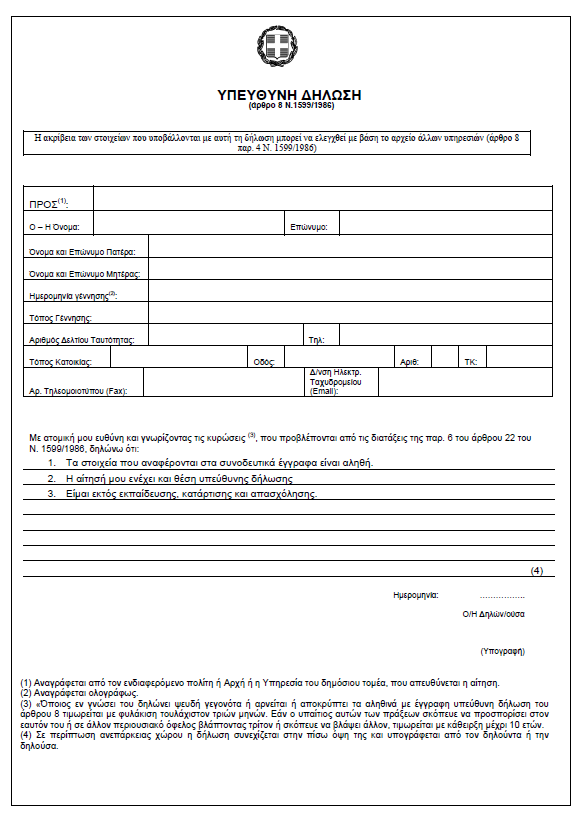 ΥΠΕΥΘΥΝΗ ΔΗΛΩΣΗ
(άρθρο 8 Ν.1599/1986)
Η ακρίβεια των στοιχείων που υποβάλλονται με αυτή τη δήλωση μπορεί να ελεγχθεί με βάση το αρχείο άλλων υπηρεσιών (άρθρο 8
παρ. 4 Ν. 1599/1986)
ΠΡΟΣ(1):
Ο – Η Όνομα: Επώνυμο:
Όνομα και Επώνυμο Πατέρα:
Όνομα και Επώνυμο Μητέρας:
Ημερομηνία γέννησης(2):
Τόπος Γέννησης:
Αριθμός Δελτίου Ταυτότητας: Τηλ:
Τόπος Κατοικίας: Οδός: Αριθ: ΤΚ:
Αρ. Τηλεομοιοτύπου (Fax): Δ/νση Ηλεκτρ.
Ταχυδρομείου
(Εmail):
Με ατομική μου ευθύνη και γνωρίζοντας τις κυρώσεις (3), που προβλέπονται από τις διατάξεις της παρ. 6 του άρθρου 22 του
Ν. 1599/1986, δηλώνω ότι:
1. Τα στοιχεία που αναφέρονται στα συνοδευτικά έγγραφα είναι αληθή.
2. Η αίτησή μου ενέχει και θέση υπεύθυνης δήλωσης
3. Είμαι εκτός εκπαίδευσης, κατάρτισης και απασχόλησης.
(4)
Ημερομηνία: ……………..
Ο/Η Δηλών/ούσα
(Υπογραφή)
(1) Αναγράφεται από τον ενδιαφερόμενο πολίτη ή Αρχή ή η Υπηρεσία του δημόσιου τομέα, που απευθύνεται η αίτηση.
(2) Αναγράφεται ολογράφως.
(3) «Όποιος εν γνώσει του δηλώνει ψευδή γεγονότα ή αρνείται ή αποκρύπτει τα αληθινά με έγγραφη υπεύθυνη δήλωση του
άρθρου 8 τιμωρείται με φυλάκιση τουλάχιστον τριών μηνών. Εάν ο υπαίτιος αυτών των πράξεων σκόπευε να προσπορίσει στον
εαυτόν του ή σε άλλον περιουσιακό όφελος βλάπτοντας τρίτον ή σκόπευε να βλάψει άλλον, τιμωρείται με κάθειρξη μέχρι 10 ετών.
(4) Σε περίπτωση ανεπάρκειας χώρου η δήλωση συνεχίζεται στην πίσω όψη της και υπογράφεται από τον δηλούντα ή την
δηλούσα.